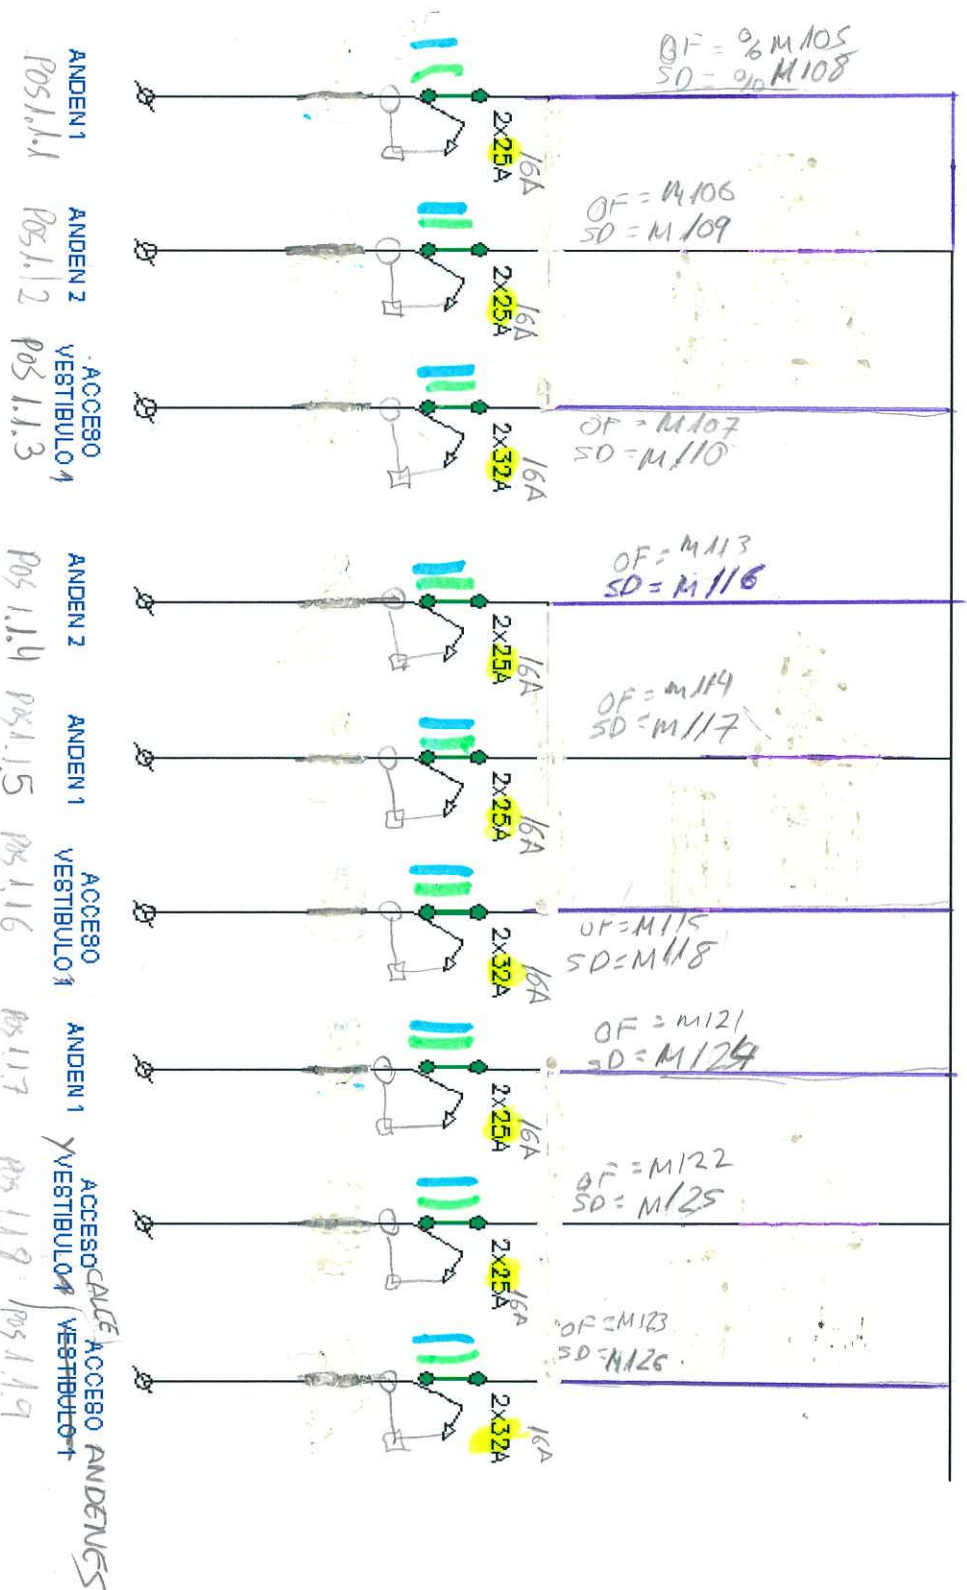 OF = %M105
SD = %M108
2x25A
16A
ANDEN 1
POS 1.1.1
OF = M106
SD = M109
2x25A
16A
ANDEN 2
POS 1.1.2
OF = M107
SD = M110
2x32A
16A
ACCESO
VESTIBULO 1
POS 1.1.3
OF = M113
SD = M116
2x25A
16A
ANDEN 2
POS 1.1.4
OF = M114
SD = M117
2x25A
16A
ANDEN 1
POS 1.1.5
OF = M115
SD = M118
2x32A
16A
ACCESO
VESTIBULO 1
POS 1.1.6
OF = M121
SD = M124
2x25A
16A
ANDEN 1
POS 1.1.7
OF = M122
SD = M125
2x25A
16A
ACCESO CALLE
Y VESTIBULO 1
POS 1.1.8
OF = M123
SD = M126
2x32A
16A
ACCESO ANDENES
VESTIBULO 1
POS 1.1.9